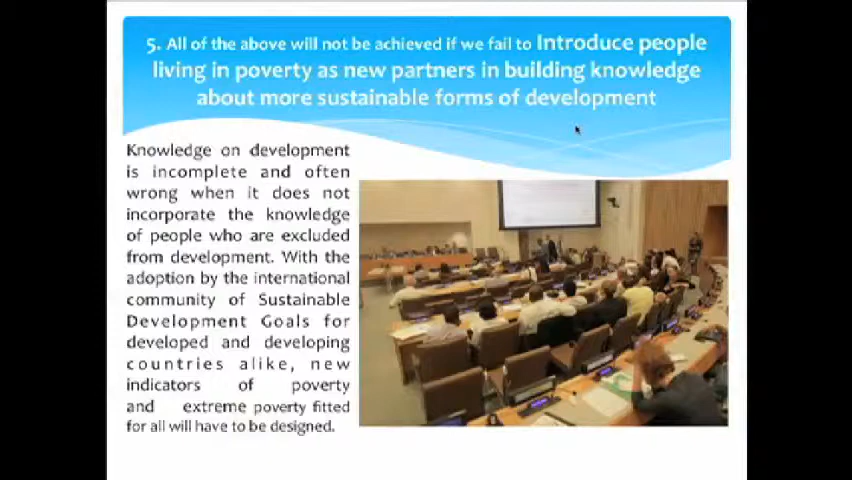 5. All of the above will not be achieved if we fail to Introduce people
living in poverty as new partners in building knowledge
about more sustainable forms of development
Knowledge on development
is incomplete and often
wrong when it does not
incorporate the knowledge
of people who are excluded
from development. With the
adoption by the international
community of Sustainable
Development Goals for
developed and developing
countries alike, new
indicators of poverty
and extreme poverty fitted
for all will have to be designed.